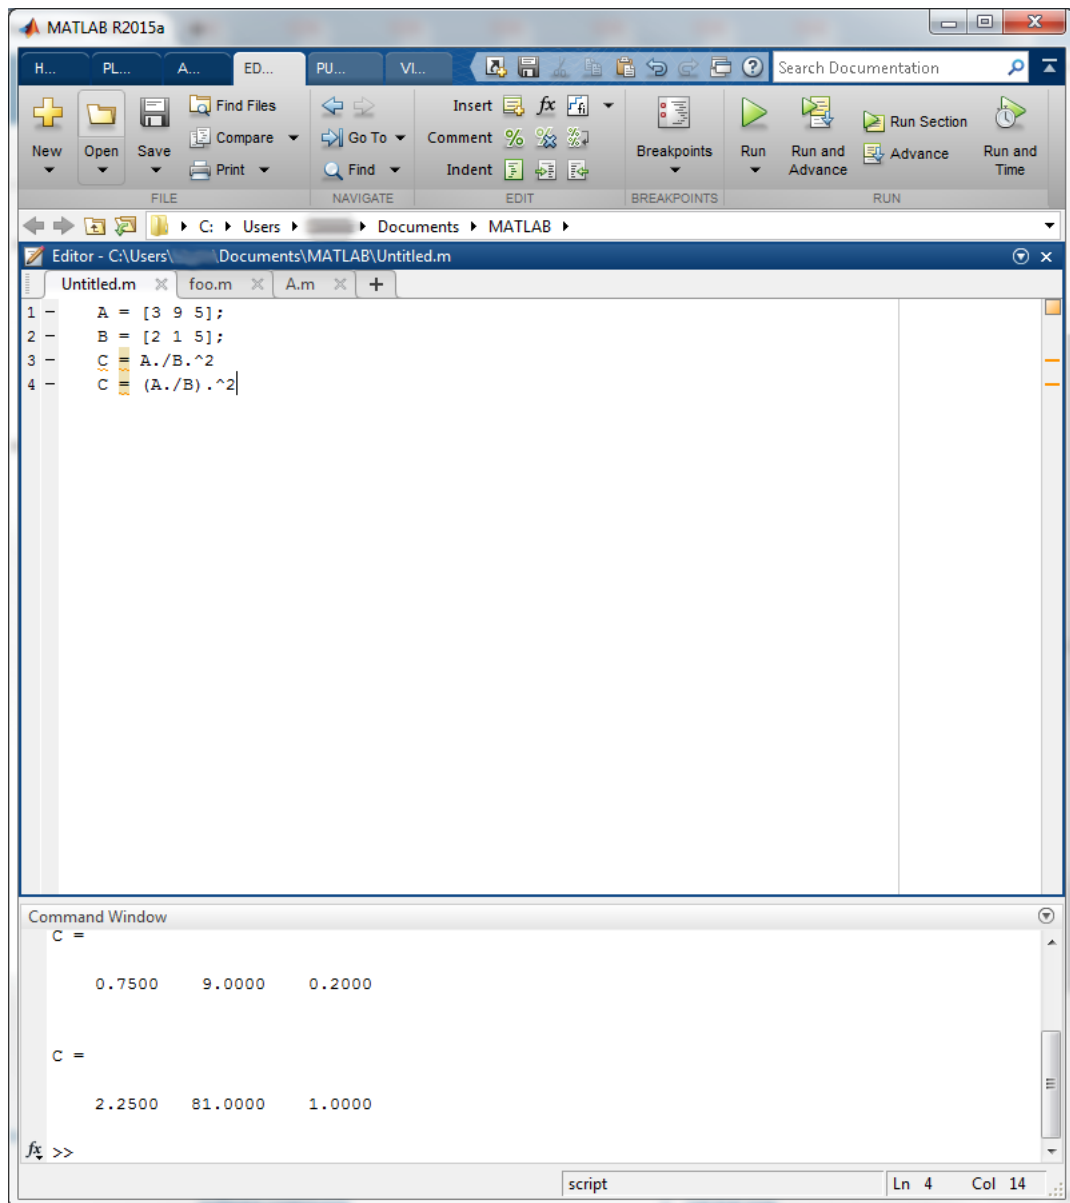 MATLAB R2015a
H... PL... A... ED... PU... VI... Search Documentation
Find Files Insert fx
New Open Save Compare Go To Comment Breakpoints Run Run and Advance Run Section Advance Run and Time
Print Find Indent
FILE NAVIGATE EDIT BREAKPOINTS RUN
C: Users Documents MATLAB
Editor - C:\Users\ \Documents\MATLAB\Untitled.m
Untitled.m foo.m A.m +
1 - A = [3 9 5];
2 - B = [2 1 5];
3 - C = A./B.^2
4 - C = (A./B).^2
Command Window
C =
0.7500 9.0000 0.2000
C =
2.2500 81.0000 1.0000
fx >>
script Ln 4 Col 14